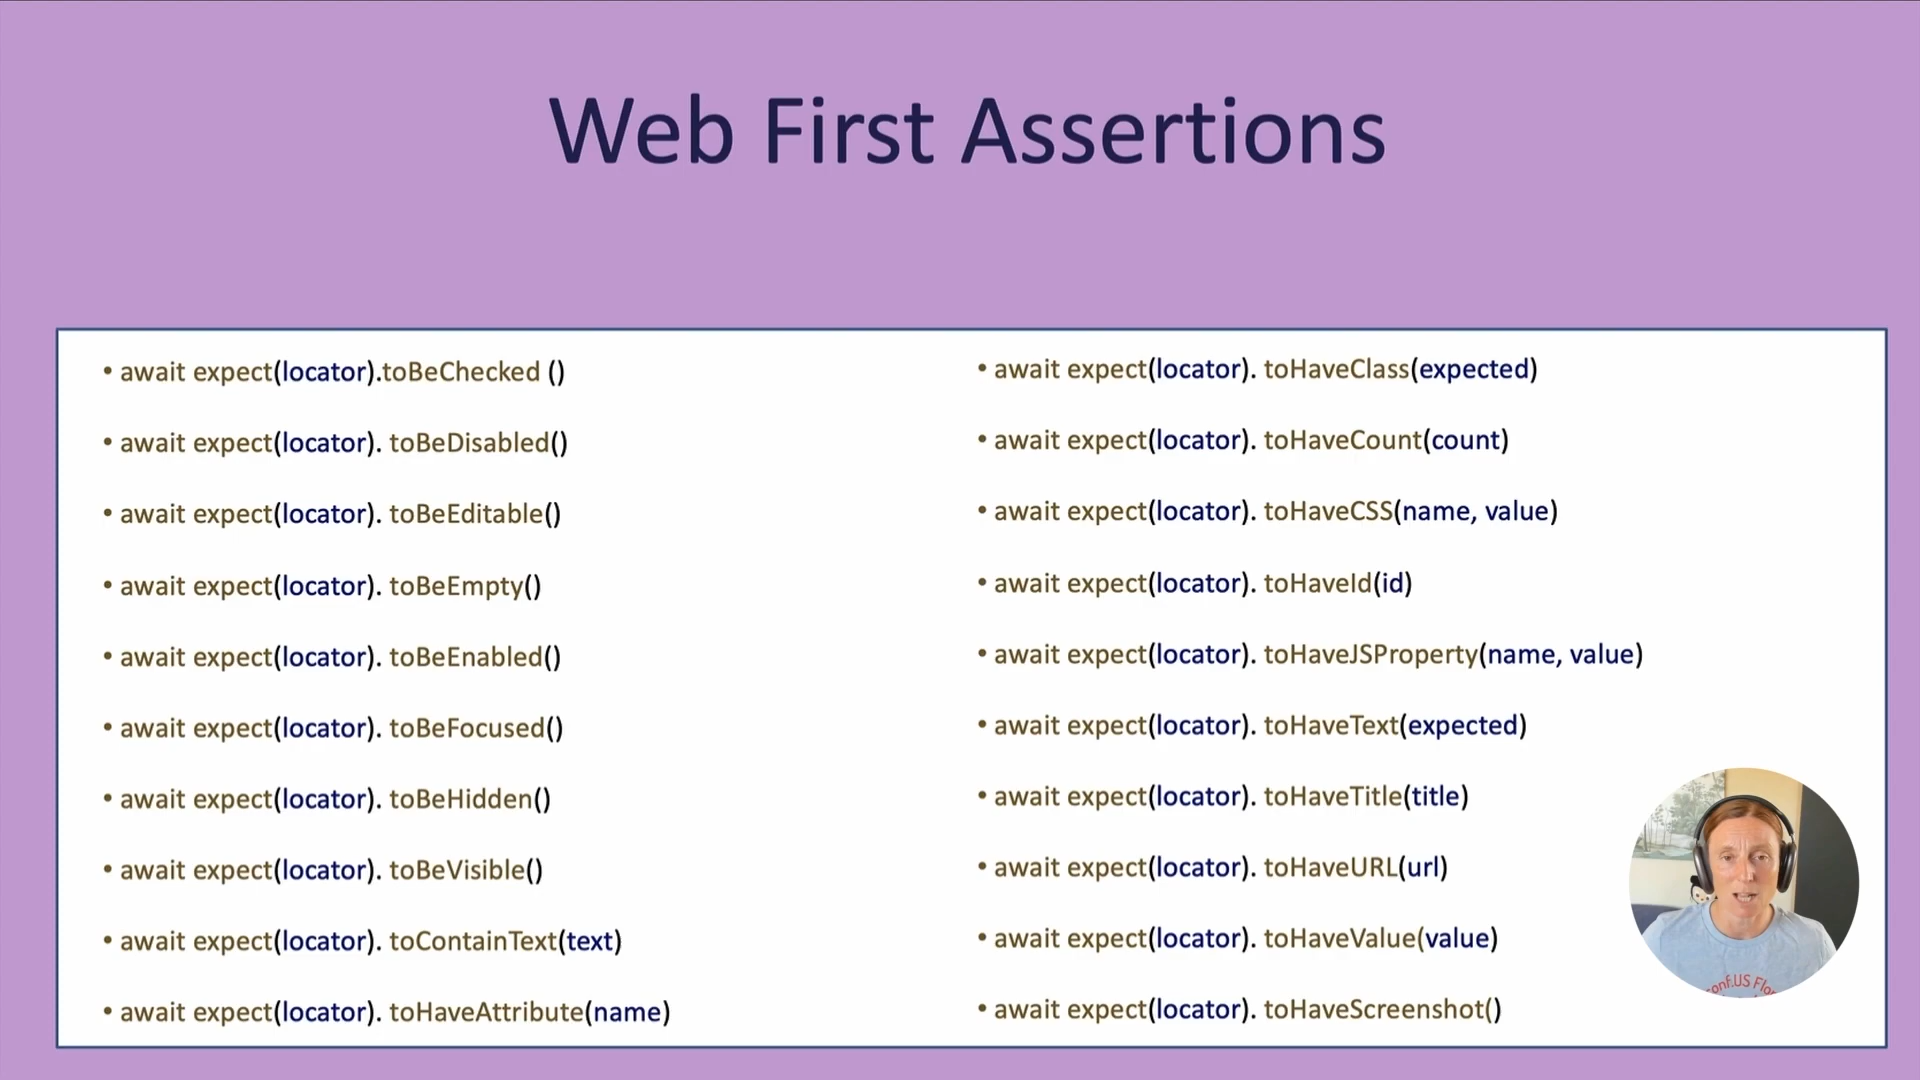 Web First Assertions
• await expect(locator).toBeChecked ()
• await expect(locator). toBeDisabled()
• await expect(locator). toBeEditable()
• await expect(locator). toBeEmpty()
• await expect(locator). toBeEnabled()
• await expect(locator). toBeFocused()
• await expect(locator). toBeHidden()
• await expect(locator). toBeVisible()
• await expect(locator). toContainText(text)
• await expect(locator). toHaveAttribute(name)
• await expect(locator). toHaveClass(expected)
• await expect(locator). toHaveCount(count)
• await expect(locator). toHaveCSS(name, value)
• await expect(locator). toHaveId(id)
• await expect(locator). toHaveJSProperty(name, value)
• await expect(locator). toHaveText(expected)
• await expect(locator). toHaveTitle(title)
• await expect(locator). toHaveURL(url)
• await expect(locator). toHaveValue(value)
• await expect(locator). toHaveScreenshot()
onf.US Flo